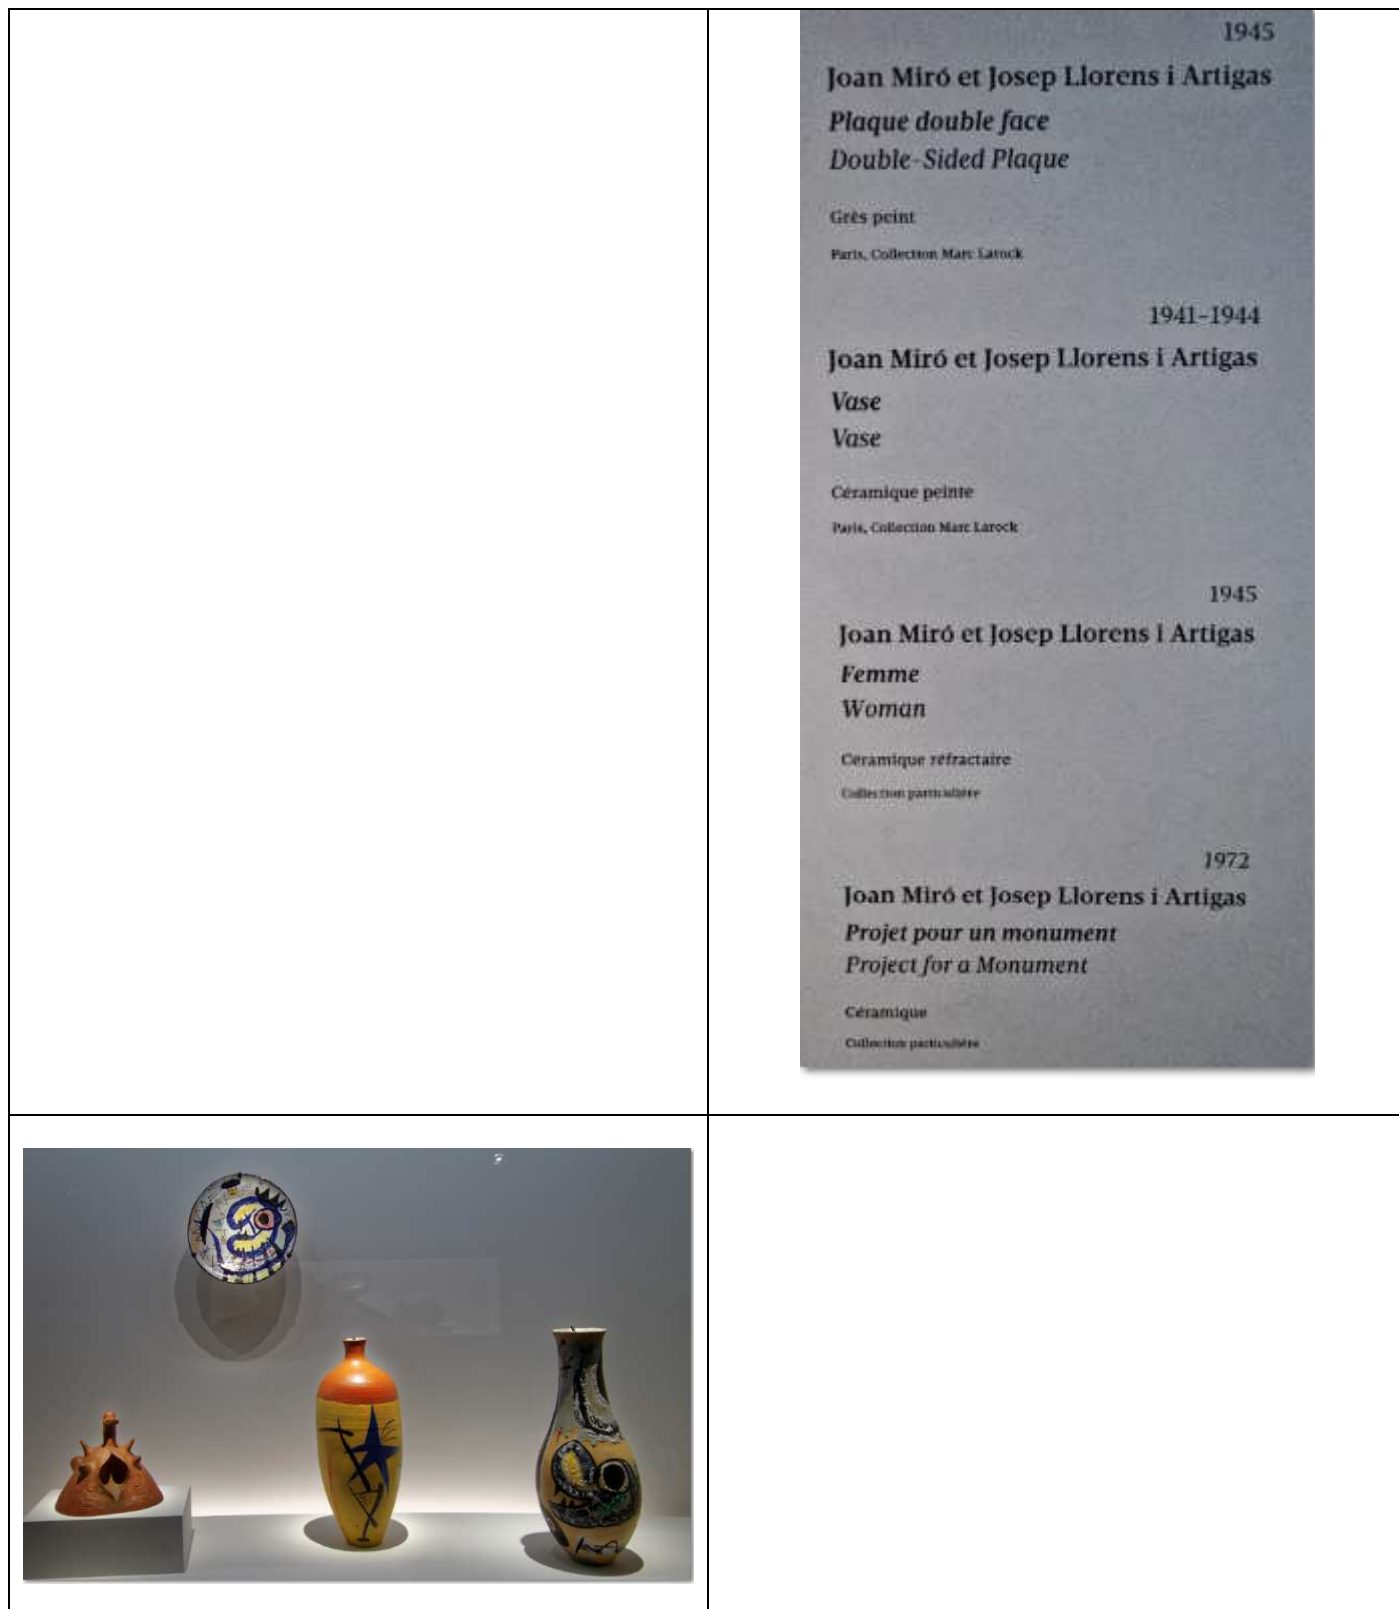 1945
Joan Miró et Josep Llorens i Artigas
Plaque double face
Double-Sided Plaque
Grès peint
Paris, Collection Marc Larock
1941–1944
Joan Miró et Josep Llorens i Artigas
Vase
Vase
Céramique peinte
Paris, Collection Marc Larock
1945
Joan Miró et Josep Llorens i Artigas
Femme
Woman
Céramique réfractaire
Collection particulière
1972
Joan Miró et Josep Llorens i Artigas
Projet pour un monument
Project for a Monument
Céramique
Collection particulière